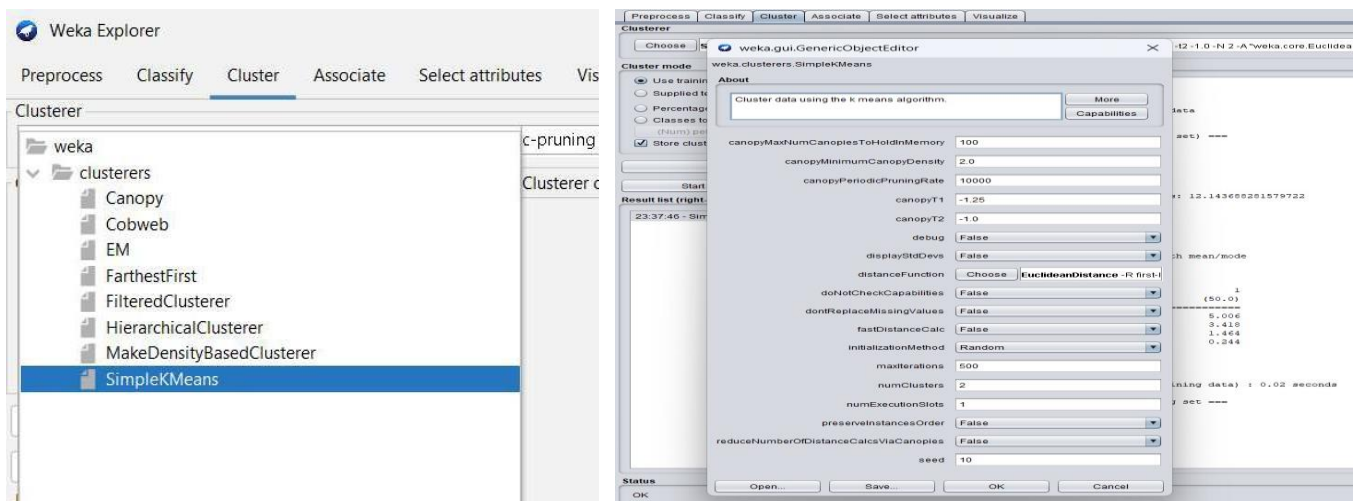 Weka Explorer
Preprocess Classify Cluster Associate Select attributes Vis
Clusterer
weka
c-pruning
clusterers
Clusterer
Canopy
Cobweb
EM
FarthestFirst
FilteredClusterer
HierarchicalClusterer
MakeDensityBasedClusterer
SimpleKMeans
Preprocess Classify Cluster Associate Select attributes Visualize
Clusterer
Choose
-1.0 -N 2 -A "weka.core.Euclidea
weka.gui.GenericObjectEditor
weka.clusterers.SimpleKMeans
Cluster mode
Use trainin
Supplied te
Percentag
Classes to
Store clust
Start
Result list (right-
23:37:46 - Sim
Status
OK
About
Cluster data using the k means algorithm.
More
Capabilities
canopyMaxNumCanopiesToHoldInMemory 100
canopyMinimumCanopyDensity 2.0
canopyPeriodicPruningRate 10000
canopyT1 -1.25
canopyT2 -1.0
debug False
displayStdDevs False
distanceFunction Choose EuclideanDistance -R first-l
doNotCheckCapabilities False
dontReplaceMissingValues False
fastDistanceCalc False
initializationMethod Random
maxIterations 500
numClusters 2
numExecutionSlots 1
preserveInstancesOrder False
reduceNumberOfDistanceCalcsViaCanopies False
seed 10
Open... Save... OK Cancel
set) ===
12.143688281579722
mean/mode
1
(50.0)
5.006
3.418
1.464
0.244
ining data) : 0.02 seconds
set ===